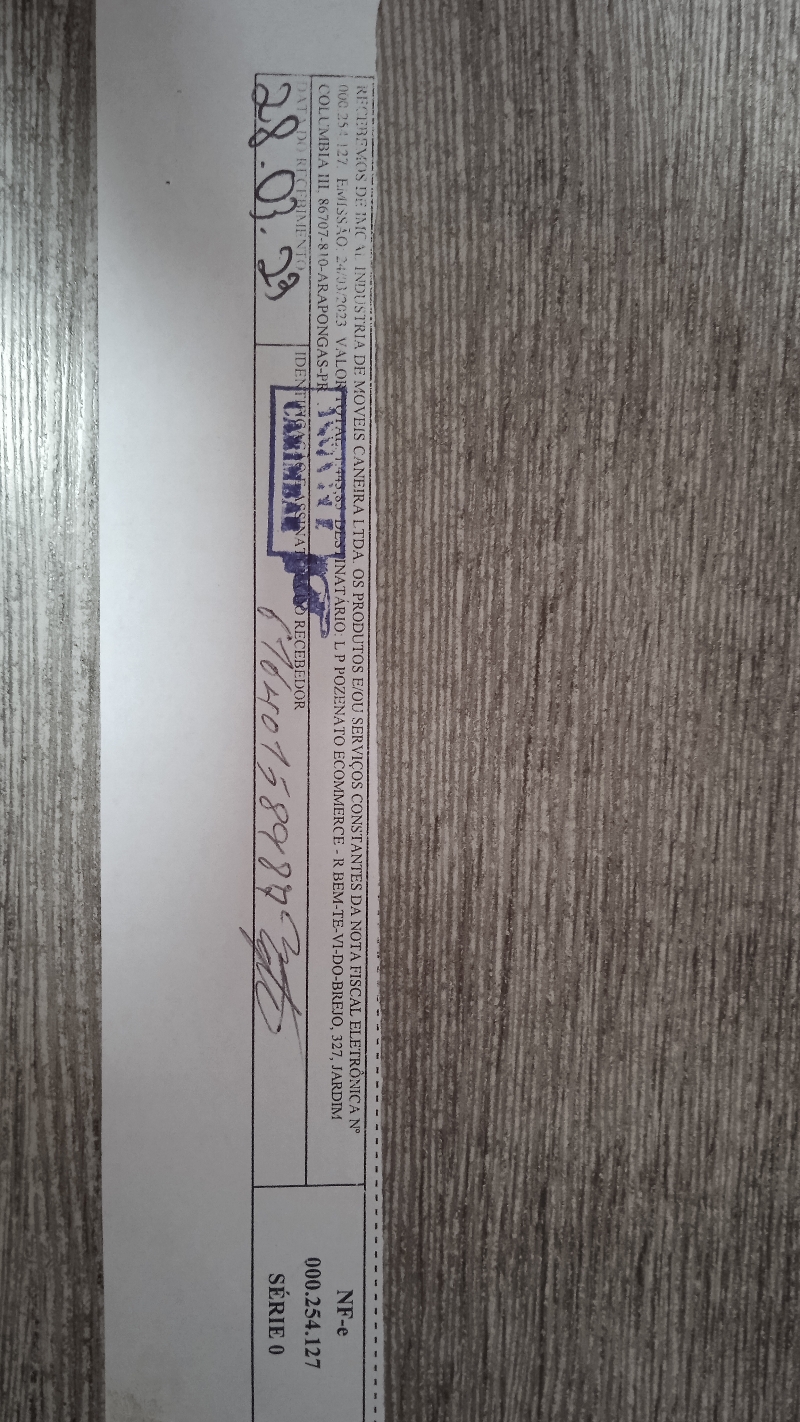 RECEBEMOS DE IMCAL INDUSTRIA DE MOVEIS CANEIRA LTDA. OS PRODUTOS E/OU SERVIÇOS CONSTANTES DA NOTA FISCAL ELETRÔNICA Nº
000.254.127 EMISSÃO: 24/03/2023 VALOR TOTAL: DESTINATÁRIO: L P POZENATO ECOMMERCE - R BEM-TE-VI-DO-BREJO, 327, JARDIM
COLUMBIA III, 86707-810-ARAPONGAS-PR
DATA DO RECEBIMENTO
28.03.23
IDENTIFICAÇÃO E ASSINATURA DO RECEBEDOR
CAMINHAO
NF-e
000.254.127
SÉRIE 0